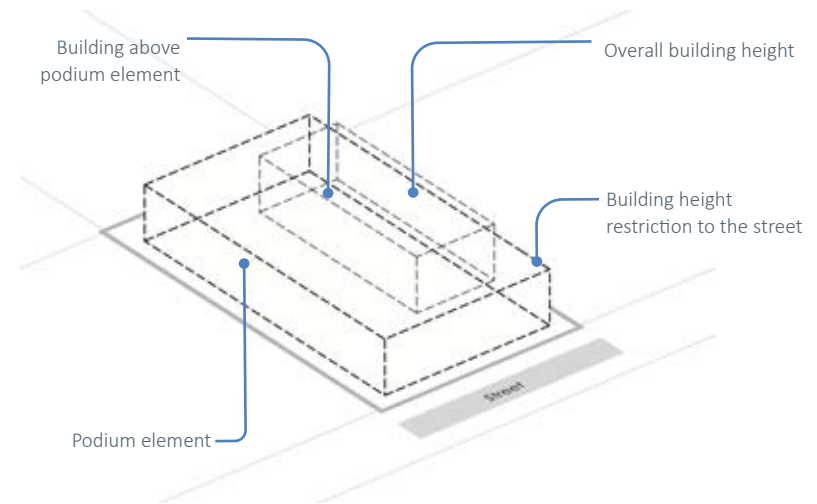 Building above
podium element
Overall building height
Building height
restriction to the street
Street
Podium element